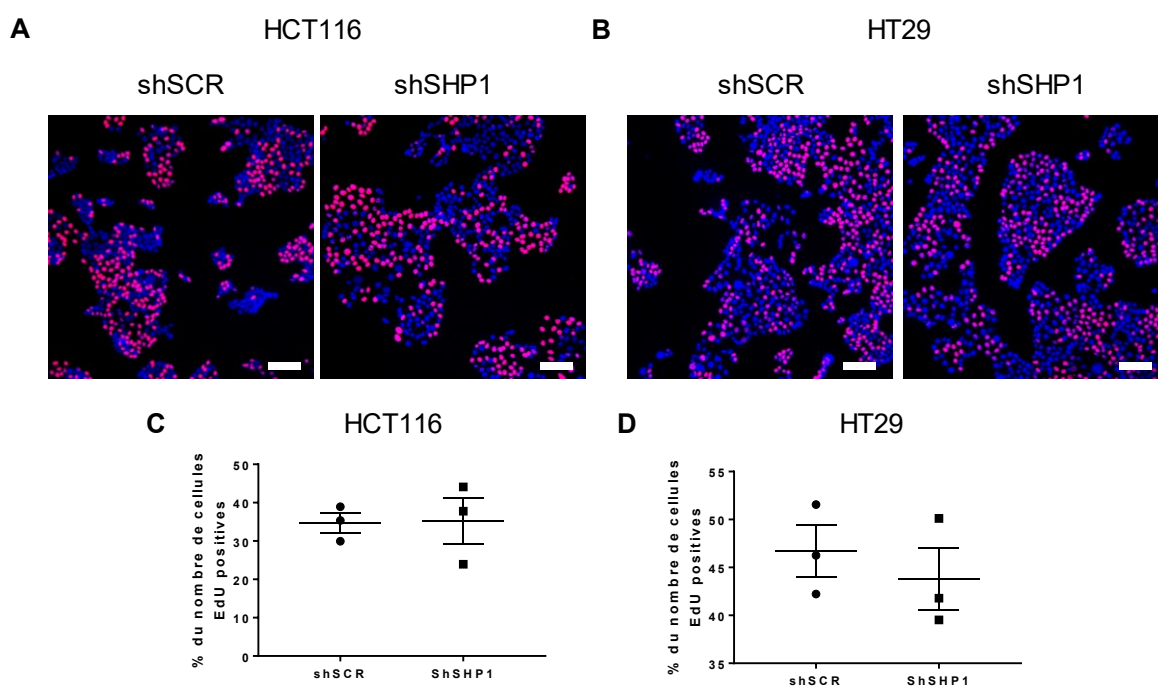 A
HCT116
B
HT29
shSCR
shSHP1
shSCR
shSHP1
C
HCT116
D
HT29
% du nombre de cellules
EdU positives
50
40
30
20
10
0
shSCR
ShSHP1
% du nombre de cellules
EdU positives
55
50
45
40
35
shSCR
ShSHP1